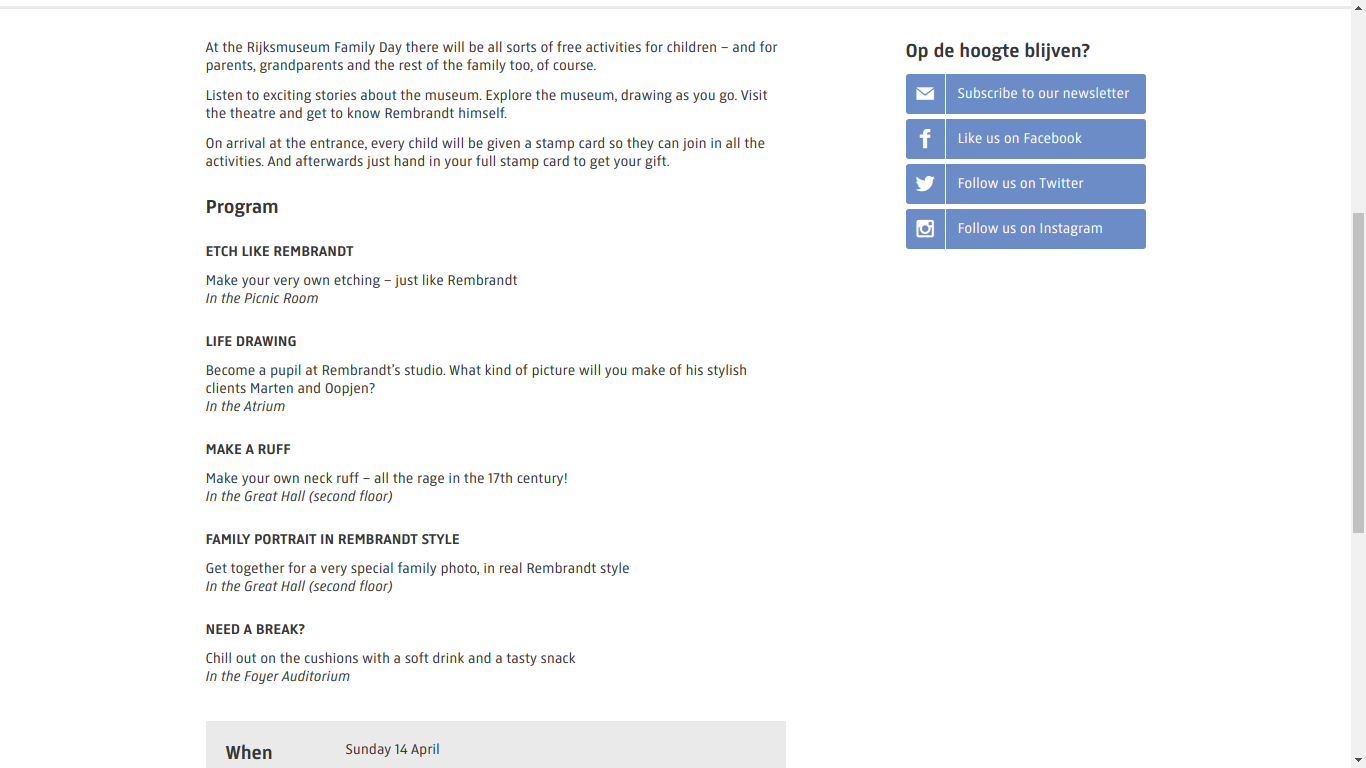 At the Rijksmuseum Family Day there will be all sorts of free activities for children – and for
parents, grandparents and the rest of the family too, of course.
Listen to exciting stories about the museum. Explore the museum, drawing as you go. Visit
the theatre and get to know Rembrandt himself.
On arrival at the entrance, every child will be given a stamp card so they can join in all the
activities. And afterwards just hand in your full stamp card to get your gift.
Program
ETCH LIKE REMBRANDT
Make your very own etching – just like Rembrandt
In the Picnic Room
LIFE DRAWING
Become a pupil at Rembrandt's studio. What kind of picture will you make of his stylish
clients Marten and Oopjen?
In the Atrium
MAKE A RUFF
Make your own neck ruff – all the rage in the 17th century!
In the Great Hall (second floor)
FAMILY PORTRAIT IN REMBRANDT STYLE
Get together for a very special family photo, in real Rembrandt style
In the Great Hall (second floor)
NEED A BREAK?
Chill out on the cushions with a soft drink and a tasty snack
In the Foyer Auditorium
When Sunday 14 April
Op de hoogte blijven?
Subscribe to our newsletter
Like us on Facebook
Follow us on Twitter
Follow us on Instagram